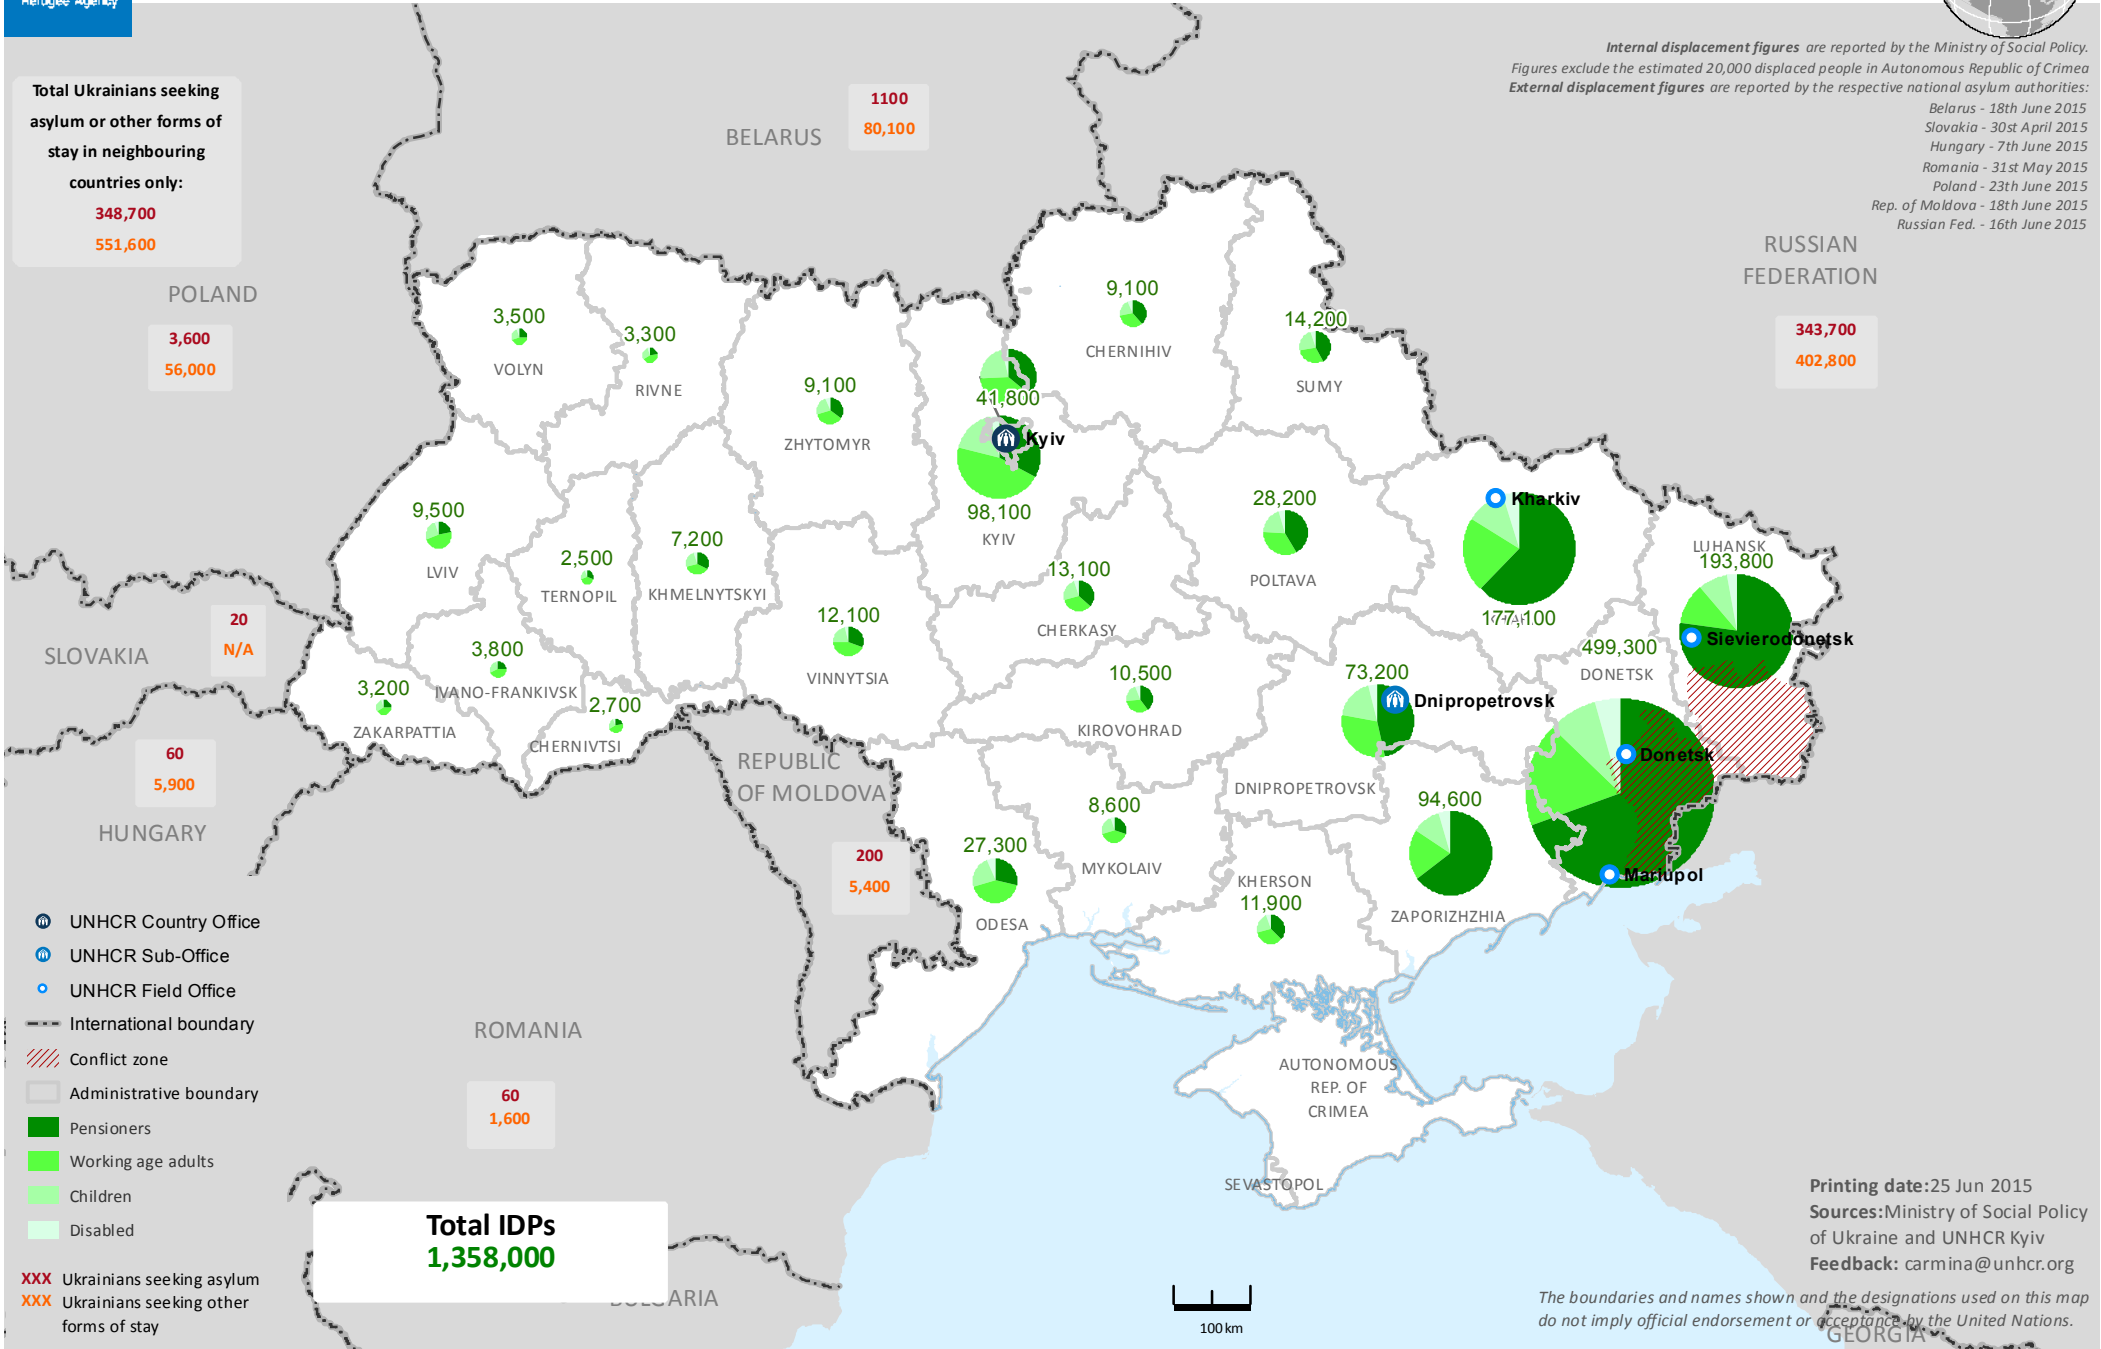 Refugee Agency
Internal displacement figures are reported by the Ministry of Social Policy.
Figures exclude the estimated 20,000 displaced people in Autonomous Republic of Crimea
External displacement figures are reported by the respective national asylum authorities:
Belarus - 18th June 2015
Slovakia - 30st April 2015
Hungary - 7th June 2015
Romania - 31st May 2015
Poland - 23th June 2015
Rep. of Moldova - 18th June 2015
Russian Fed. - 16th June 2015
Total Ukrainians seeking
asylum or other forms of
stay in neighbouring
countries only:
348,700
551,600
BELARUS
1100
80,100
RUSSIAN
FEDERATION
343,700
402,800
POLAND
3,600
56,000
3,500
VOLYN
3,300
RIVNE
9,100
ZHYTOMYR
9,100
CHERNIHIV
14,200
SUMY
41,800
Kyiv
98,100
KYIV
9,500
LVIV
2,500
TERNOPIL
7,200
KHMELNYTSKYI
12,100
VINNYTSIA
13,100
CHERKASY
28,200
POLTAVA
Kharkiv
177,100
LUHANSK
193,800
Sievierodonetsk
499,300
DONETSK
Donetsk
Mariupol
SLOVAKIA
20
N/A
3,800
IVANO-FRANKIVSK
3,200
ZAKARPATTIA
2,700
CHERNIVTSI
10,500
KIROVOHRAD
73,200
Dnipropetrovsk
DNIPROPETROVSK
60
5,900
HUNGARY
REPUBLIC
OF MOLDOVA
200
5,400
27,300
ODESA
8,600
MYKOLAIV
KHERSON
11,900
94,600
ZAPORIZHZHIA
ROMANIA
60
1,600
AUTONOMOUS
REP. OF
CRIMEA
SEVASTOPOL
UNHCR Country Office
UNHCR Sub-Office
UNHCR Field Office
International boundary
Conflict zone
Administrative boundary
Pensioners
Working age adults
Children
Disabled
XXX Ukrainians seeking asylum
XXX Ukrainians seeking other
forms of stay
Total IDPs
1,358,000
BULGARIA
100 km
Printing date:25 Jun 2015
Sources:Ministry of Social Policy
of Ukraine and UNHCR Kyiv
Feedback: carmina@unhcr.org
The boundaries and names shown and the designations used on this map
do not imply official endorsement or acceptance by the United Nations.
GEORGIA